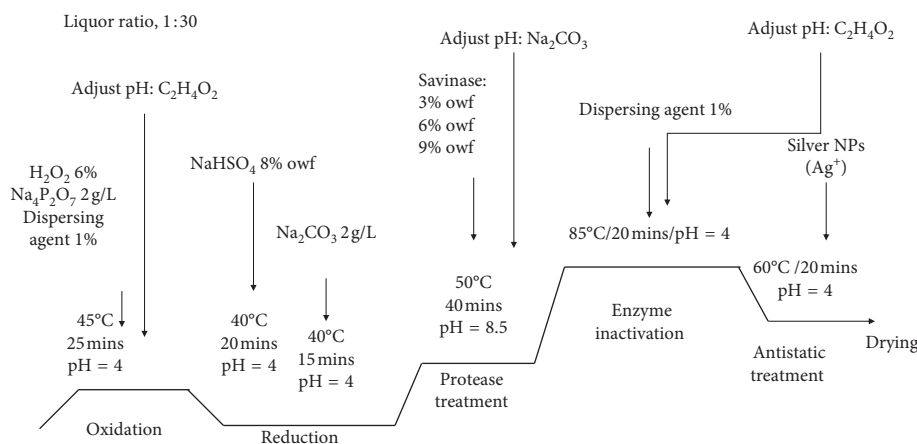 Liquor ratio, 1:30
Adjust pH: C₂H₄O₂
H₂O₂ 6%
Na₄P₂O₇ 2 g/L
Dispersing
agent 1%
45°C
25 mins
pH = 4
Oxidation
NaHSO₄ 8% owf
40°C
20 mins
pH = 4
Na₂CO₃ 2 g/L
40°C
15 mins
pH = 4
Reduction
Adjust pH: Na₂CO₃
Savinase:
3% owf
6% owf
9% owf
50°C
40 mins
pH = 8.5
Protease
treatment
Adjust pH: C₂H₄O₂
Dispersing agent 1%
85°C/20 mins/pH = 4
Enzyme
inactivation
Silver NPs
(Ag⁺)
60°C /20 mins
pH = 4
Antistatic
treatment
Drying